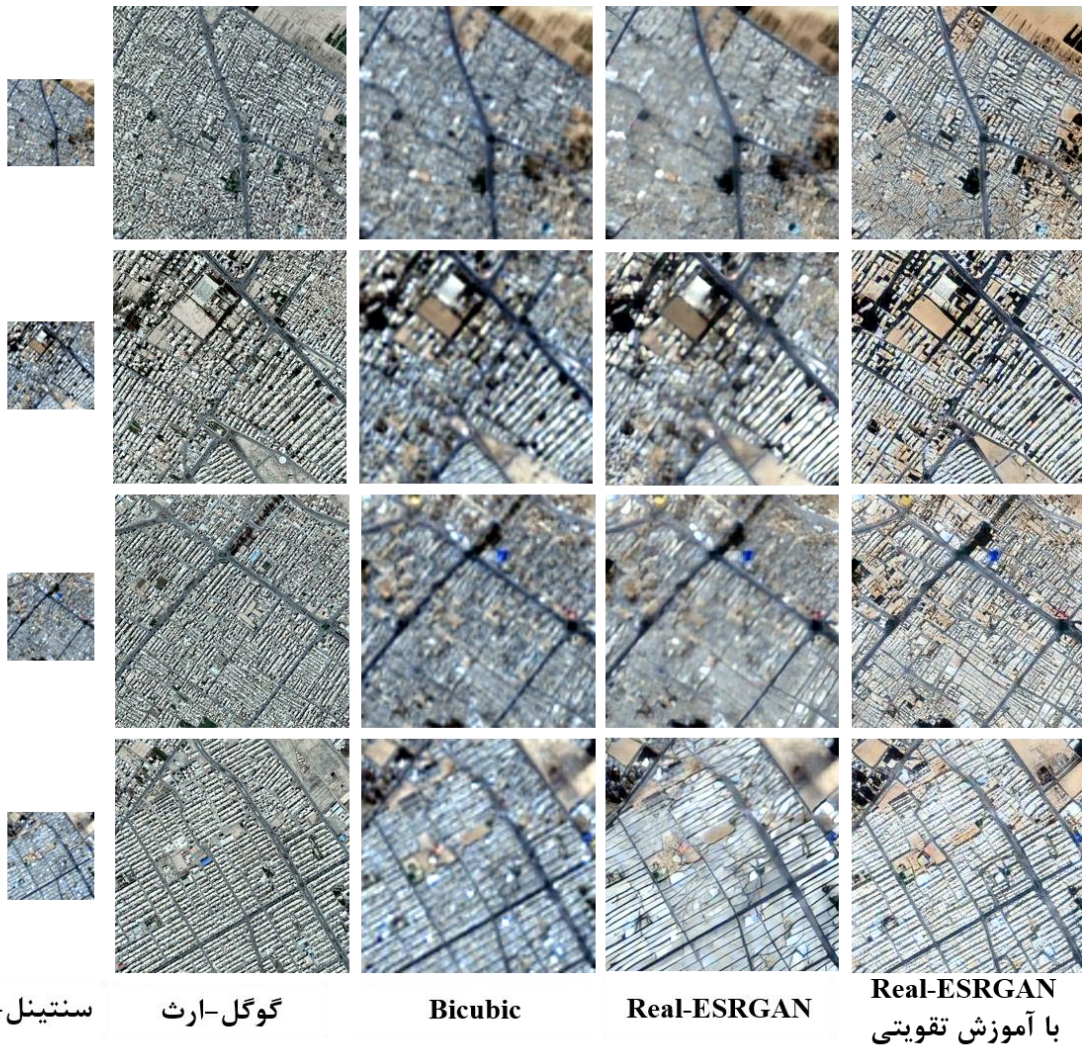 سنتینل-
گوگل-ارث
Bicubic
Real-ESRGAN
Real-ESRGAN
با آموزش تقویتی